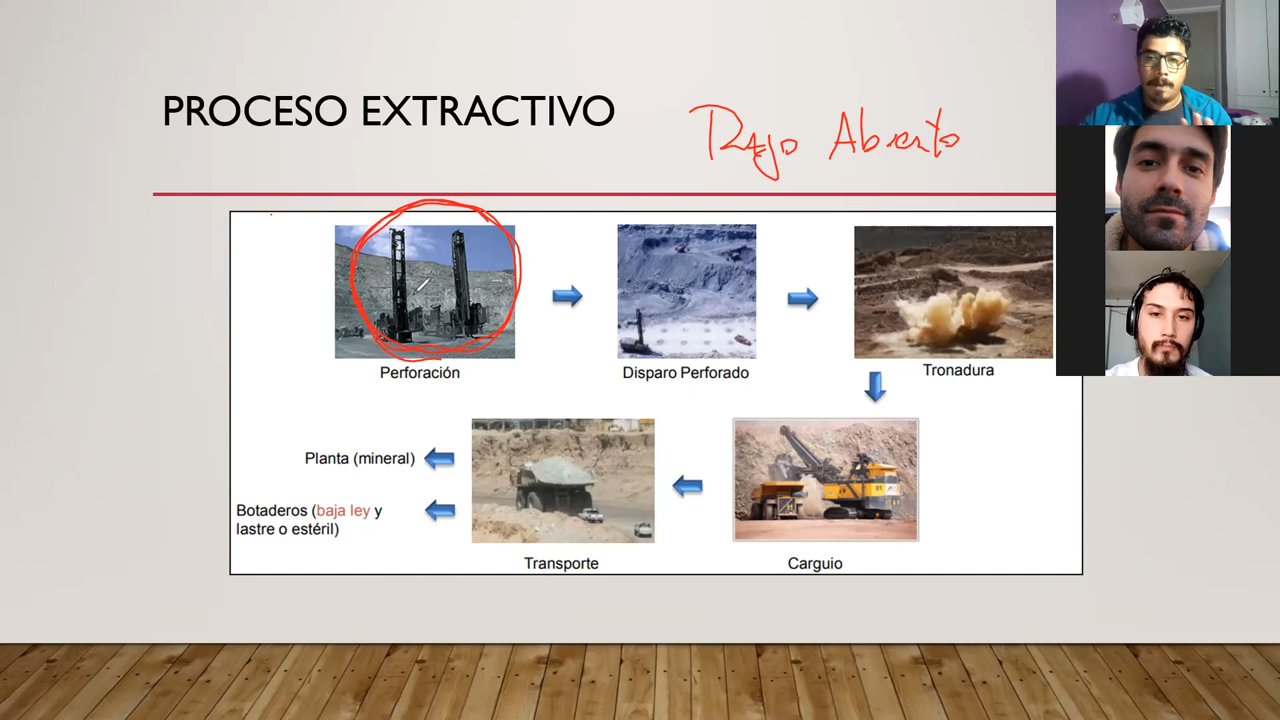 PROCESO EXTRACTIVO
Rajo Abierto
Perforación
Disparo Perforado
Tronadura
Planta (mineral)
Botaderos (baja ley y
lastre o estéril)
Transporte
Carguio